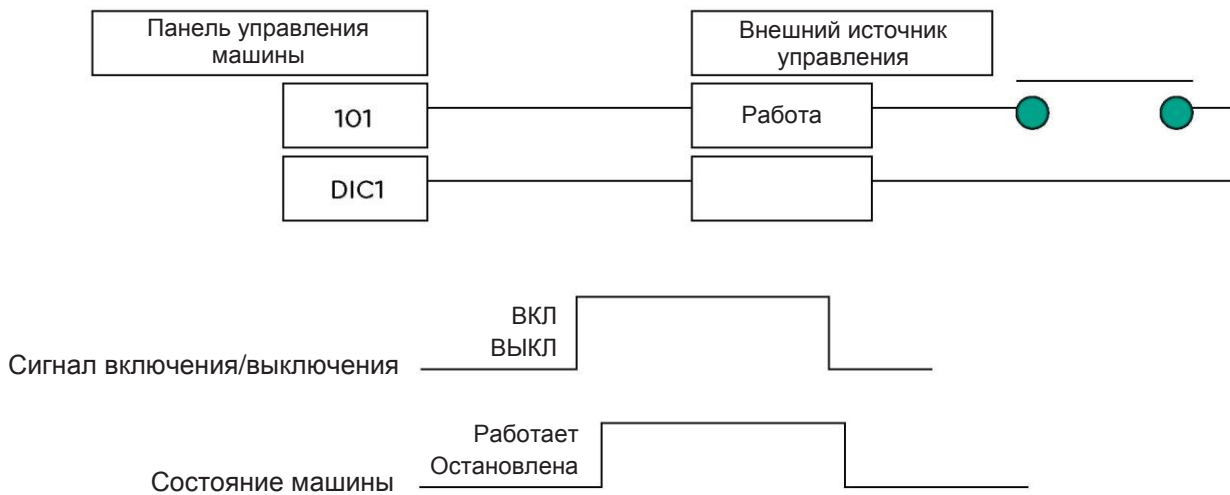 Панель управления
машины
Внешний источник
управления
101
Работа
DIC1
ВКЛ
ВЫКЛ
Сигнал включения/выключения
Работает
Остановлена
Состояние машины